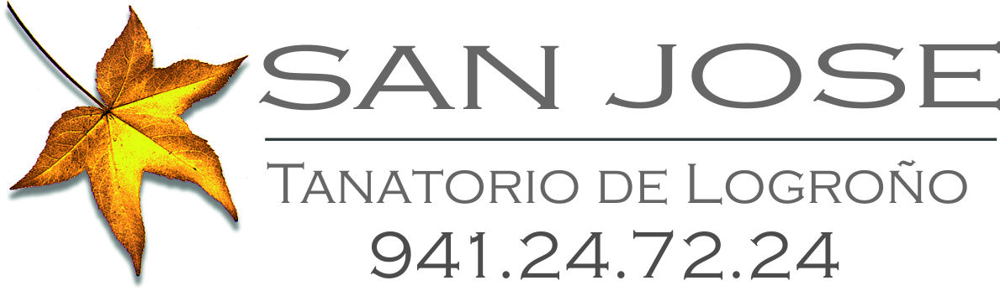 SAN JOSE
TANATORIO DE LOGROÑO
941.24.72.24